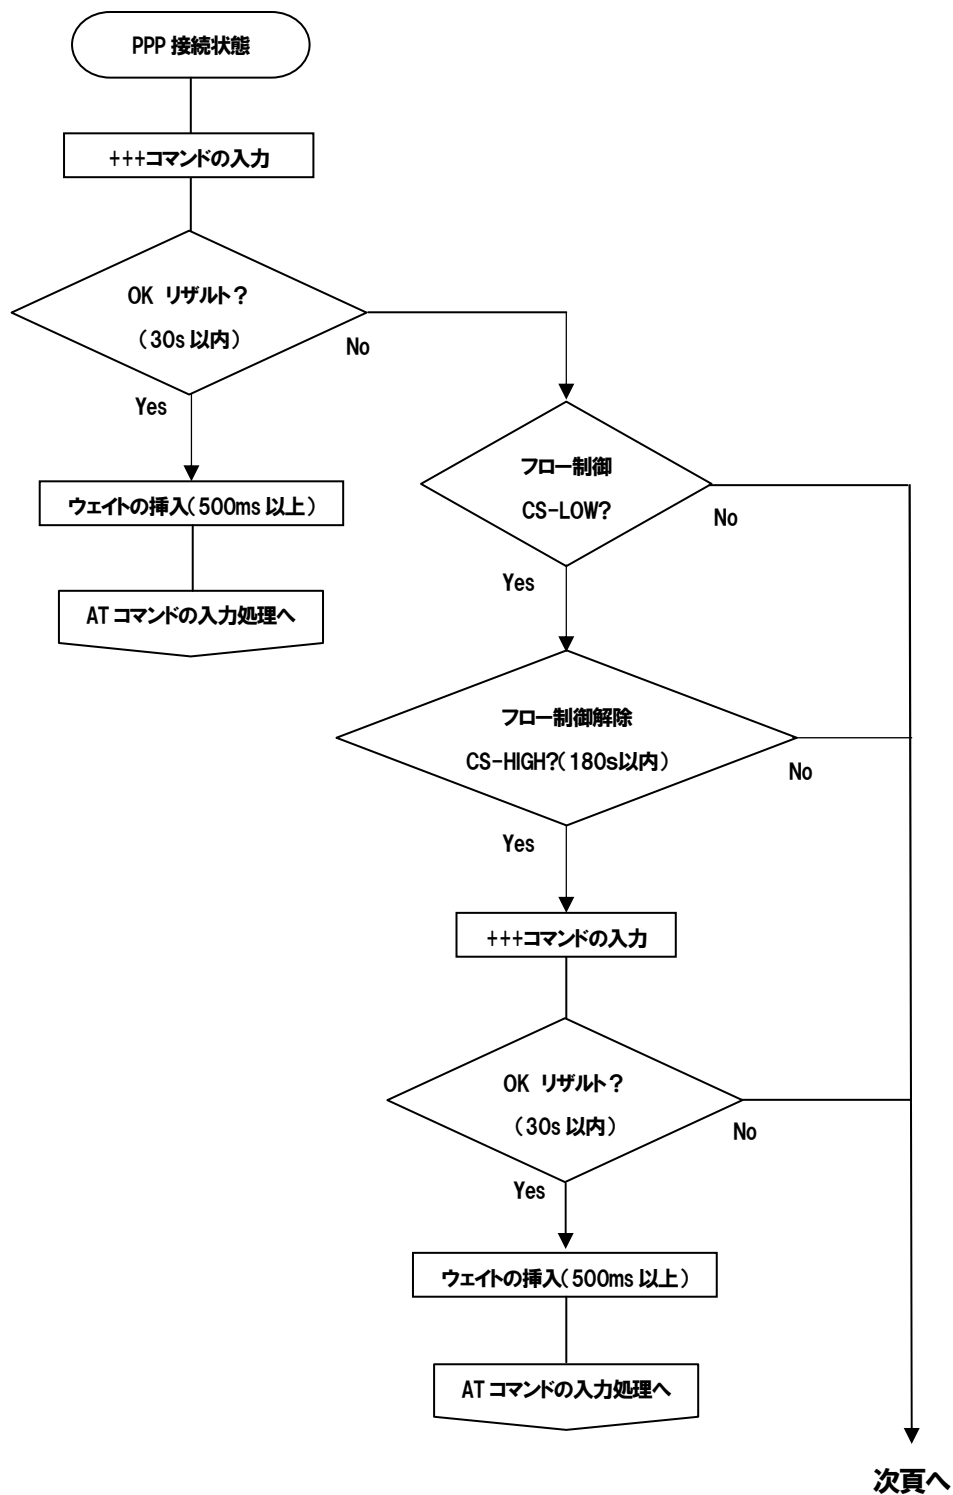 PPP 接続状態
+++コマンドの入力
OK リザルト?
(30s 以内)
No
Yes
ウェイトの挿入(500ms 以上)
AT コマンドの入力処理へ
フロー制御
CS-LOW?
No
Yes
フロー制御解除
CS-HIGH?(180s以内)
No
Yes
+++コマンドの入力
OK リザルト?
(30s 以内)
No
Yes
ウェイトの挿入(500ms 以上)
AT コマンドの入力処理へ
次頁へ